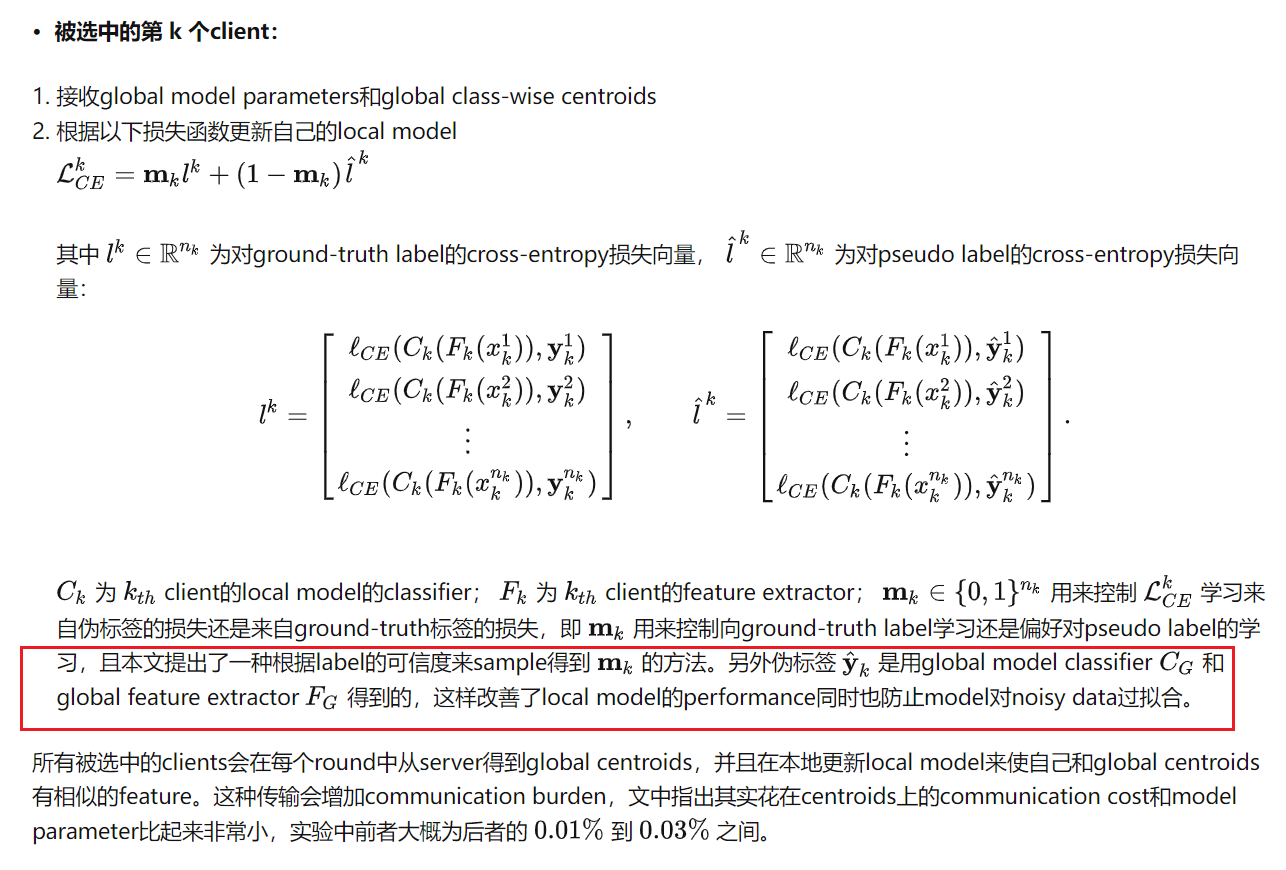 • 被选中的第 k 个client：
1. 接收global model parameters和global class-wise centroids
2. 根据以下损失函数更新自己的local model
$\mathcal{L}_{CE}^{k} = \mathbf{m}_k l^k + (1 - \mathbf{m}_k)\hat{l}^k$
其中 $l^k \in \mathbb{R}^{n_k}$ 为对ground-truth label的cross-entropy损失向量， $\hat{l}^k \in \mathbb{R}^{n_k}$ 为对pseudo label的cross-entropy损失向
量：
$l^k = \begin{bmatrix} \ell_{CE}(C_k(F_k(x_k^1)), \mathbf{y}_k^1) \\ \ell_{CE}(C_k(F_k(x_k^2)), \mathbf{y}_k^2) \\ \vdots \\ \ell_{CE}(C_k(F_k(x_k^{n_k})), \mathbf{y}_k^{n_k}) \end{bmatrix}, \quad \hat{l}^k = \begin{bmatrix} \ell_{CE}(C_k(F_k(x_k^1)), \hat{\mathbf{y}}_k^1) \\ \ell_{CE}(C_k(F_k(x_k^2)), \hat{\mathbf{y}}_k^2) \\ \vdots \\ \ell_{CE}(C_k(F_k(x_k^{n_k})), \hat{\mathbf{y}}_k^{n_k}) \end{bmatrix}.$
$C_k$ 为 $k_{th}$ client的local model的classifier； $F_k$ 为 $k_{th}$ client的feature extractor； $\mathbf{m}_k \in \{0, 1\}^{n_k}$ 用来控制 $\mathcal{L}_{CE}^{k}$ 学习来
自伪标签的损失还是来自ground-truth标签的损失，即 $\mathbf{m}_k$ 用来控制向ground-truth label学习还是偏好对pseudo label的学
习，且本文提出了一种根据label的可信度来sample得到 $\mathbf{m}_k$ 的方法。另外伪标签 $\hat{\mathbf{y}}_k$ 是用global model classifier $C_G$ 和
global feature extractor $F_G$ 得到的，这样改善了local model的performance同时也防止model对noisy data过拟合。
所有被选中的clients会在每个round中从server得到global centroids，并且在本地更新local model来使自己和global centroids
有相似的feature。这种传输会增加communication burden，文中指出其实花在centroids上的communication cost和model
parameter比起来非常小，实验中前者大概为后者的 0.01% 到 0.03% 之间。